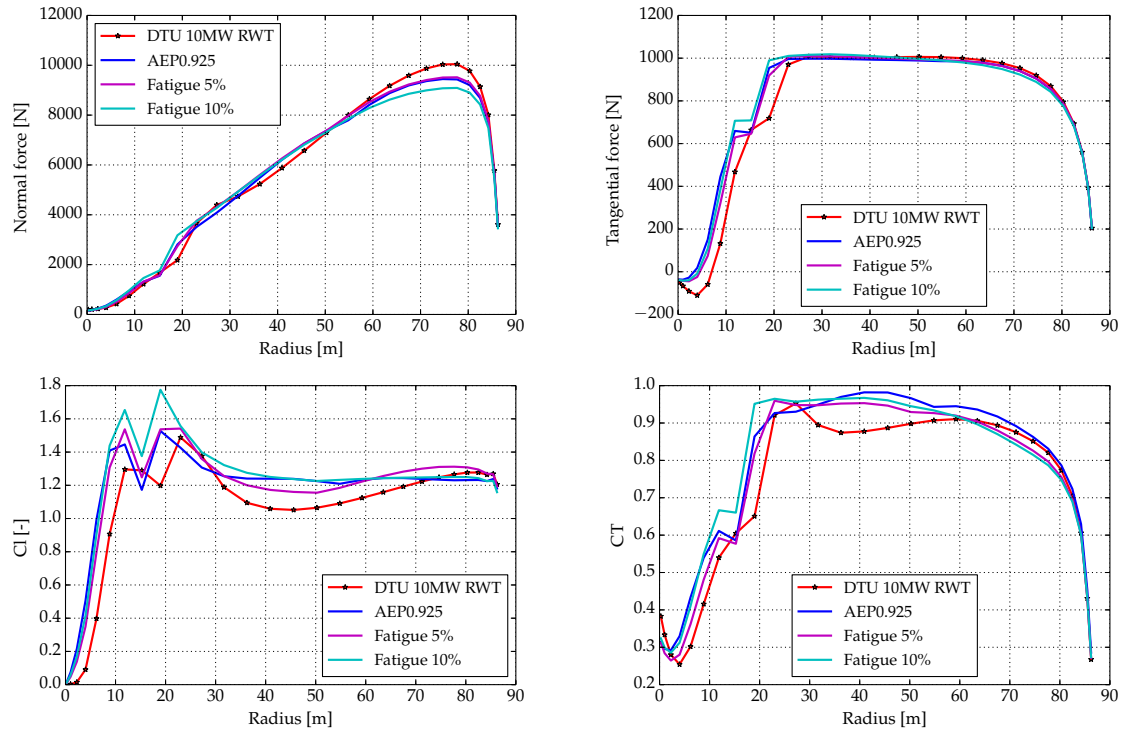 12000
10000
8000
6000
4000
2000
0
Normal force [N]
DTU 10MW RWT
AEP0.925
Fatigue 5%
Fatigue 10%
0 10 20 30 40 50 60 70 80 90
Radius [m]
1200
1000
800
600
400
200
0
−200
Tangential force [N]
DTU 10MW RWT
AEP0.925
Fatigue 5%
Fatigue 10%
0 10 20 30 40 50 60 70 80 90
Radius [m]
1.8
1.6
1.4
1.2
1.0
0.8
0.6
0.4
0.2
0.0
Cl [-]
DTU 10MW RWT
AEP0.925
Fatigue 5%
Fatigue 10%
0 10 20 30 40 50 60 70 80 90
Radius [m]
1.0
0.9
0.8
0.7
0.6
0.5
0.4
0.3
0.2
CT
DTU 10MW RWT
AEP0.925
Fatigue 5%
Fatigue 10%
0 10 20 30 40 50 60 70 80 90
Radius [m]